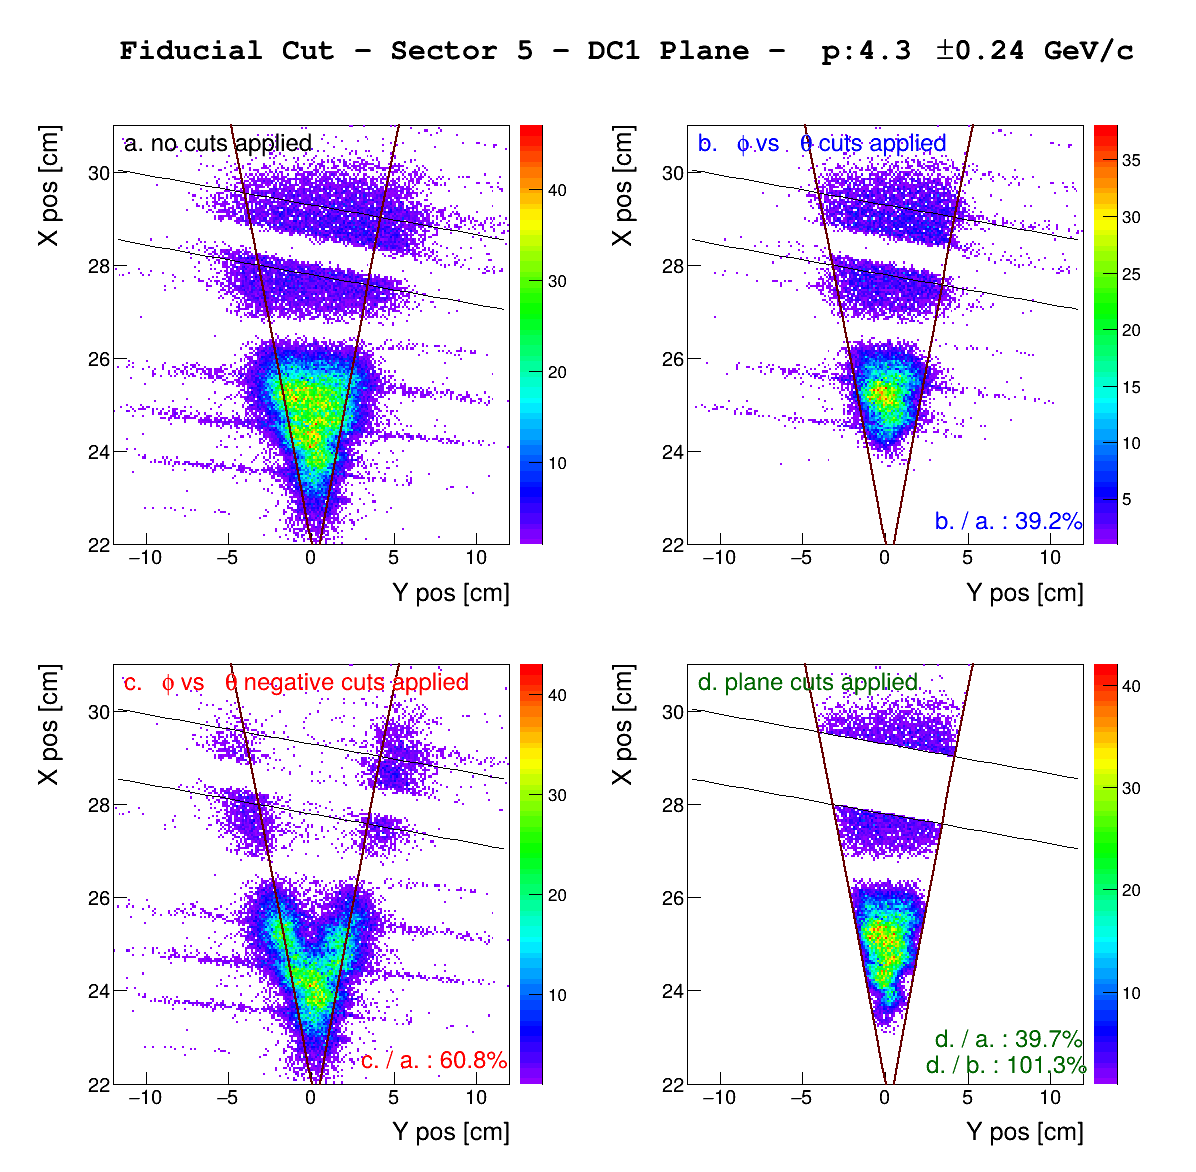 Fiducial Cut – Sector 5 – DC1 Plane – p:4.3 ±0.24 GeV/c
X pos [cm]
a. no cuts applied
30
28
26
24
22
−10 −5 0 5 10
Y pos [cm]
40
30
20
10
X pos [cm]
b. ϕ vs θ cuts applied
30
28
26
24
22
b. / a. : 39.2%
−10 −5 0 5 10
Y pos [cm]
35
30
25
20
15
10
5
X pos [cm]
c. ϕ vs θ negative cuts applied
30
28
26
24
22
c. / a. : 60.8%
−10 −5 0 5 10
Y pos [cm]
40
30
20
10
X pos [cm]
d. plane cuts applied
30
28
26
24
22
d. / a. : 39.7%
d. / b. : 101.3%
−10 −5 0 5 10
Y pos [cm]
40
30
20
10